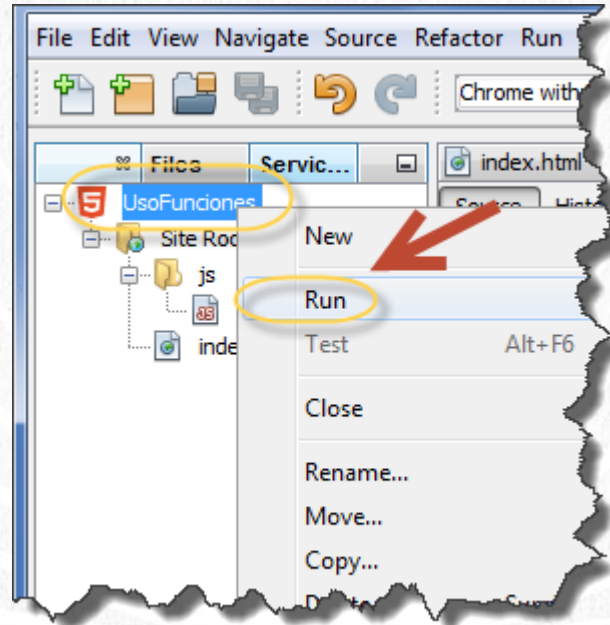 File Edit View Navigate Source Refactor Run
Chrome with
Files Servic... index.html
UsoFunciones Source Histo
Site Roo New
js
Run
inde Test Alt+F6
Close
Rename...
Move...
Copy...